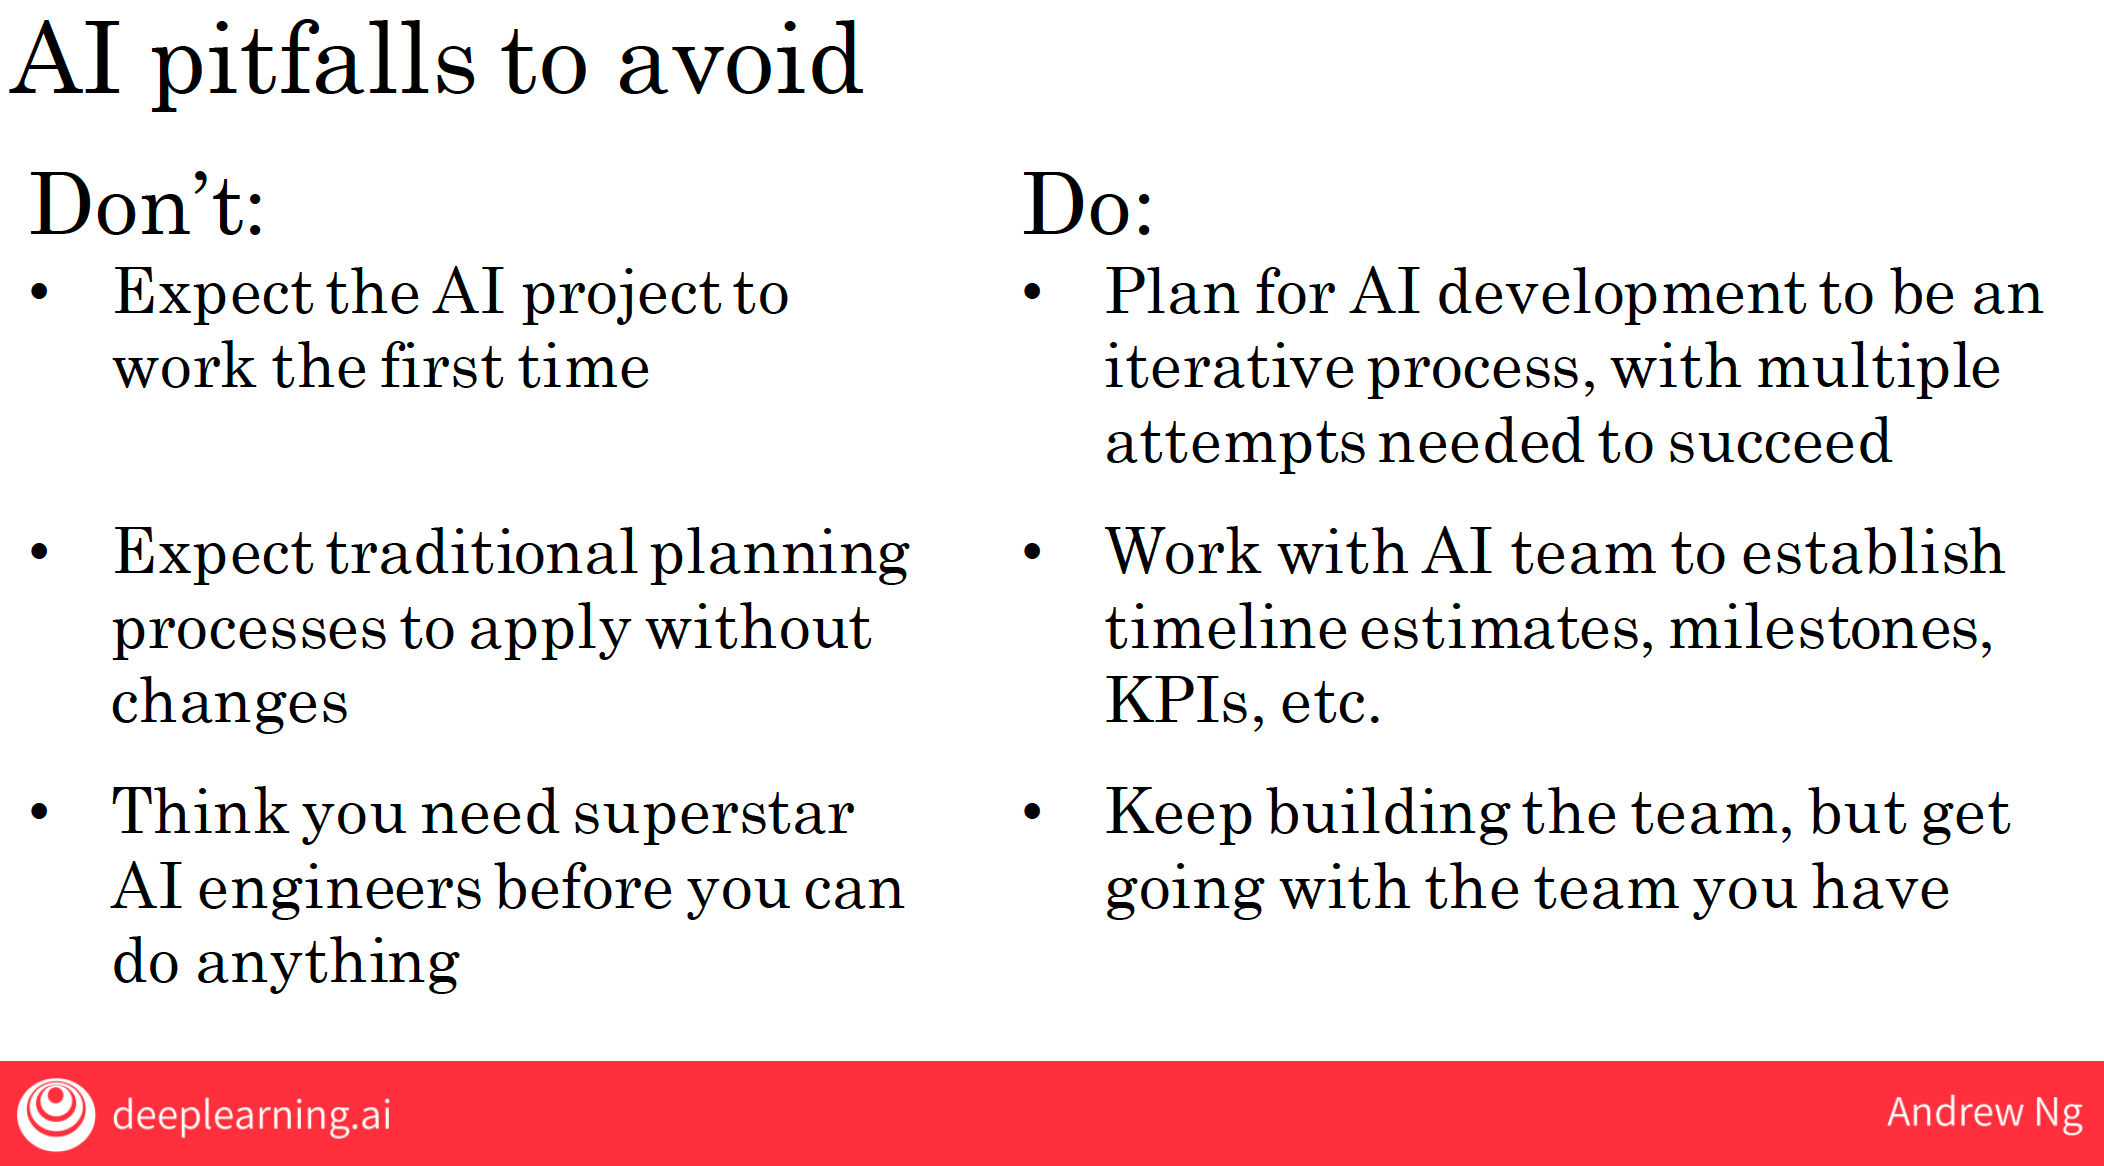 AI pitfalls to avoid
Don’t:
• Expect the AI project to
work the first time
• Expect traditional planning
processes to apply without
changes
• Think you need superstar
AI engineers before you can
do anything
Do:
• Plan for AI development to be an
iterative process, with multiple
attempts needed to succeed
• Work with AI team to establish
timeline estimates, milestones,
KPIs, etc.
• Keep building the team, but get
going with the team you have
deeplearning.ai
Andrew Ng